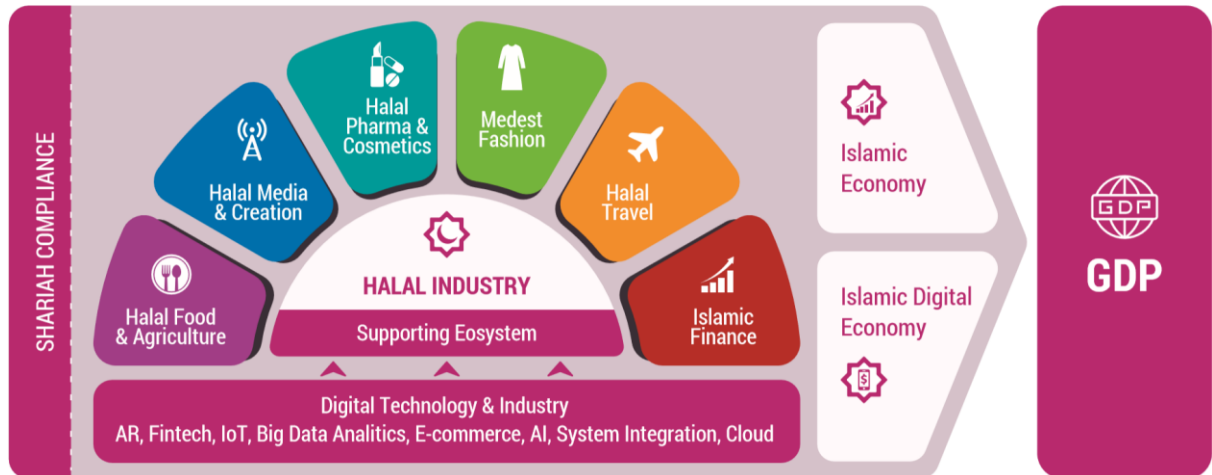 SHARIAH COMPLIANCE
Halal Food
& Agriculture
Halal Media
& Creation
Halal
Pharma &
Cosmetics
Medest
Fashion
Halal
Travel
Islamic
Finance
HALAL INDUSTRY
Supporting Eosystem
Digital Technology & Industry
AR, Fintech, IoT, Big Data Analitics, E-commerce, AI, System Integration, Cloud
Islamic
Economy
Islamic Digital
Economy
$
GDP
GDP